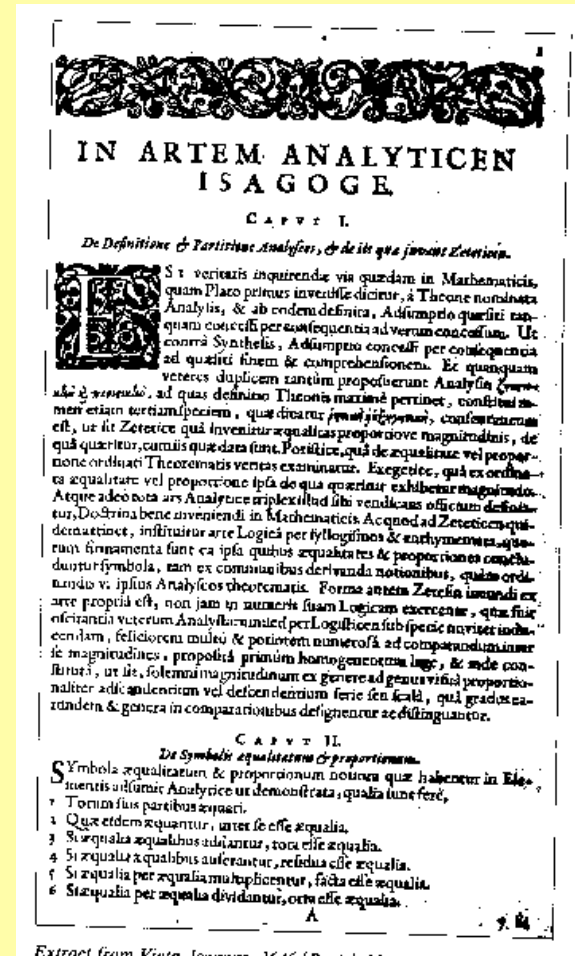 1
IN ARTEM ANALYTICEN
ISAGOGE.
CAPVT I.
De Definitione & Partitione Analyseos, & de iis quæ juvant Zeteticen.
EST veritatis inquirendæ via quædam in Mathematicis,
quam Plato primus invenisse dicitur, à Theone nominata
Analysis, & ab eodem definita, Adsumptio quæsiti tan-
quam concessi per consequentia ad verum concessum. Ut
contrà Synthesis, Adsumptio concessi per consequentia
ad quæsiti finem & comprehensionem. Et quanquam
veteres duplicem tantùm proposuerunt Analysin
ad quas definitio Theonis maximè pertinet, constitui ta-
men etiam tertiam speciem, quæ dicatur consentaneum
est, ut sit Zetetice quâ invenitur æqualitas proportiove magnitudinis, de
quâ quæritur, cum iis quæ data sunt. Poristice, quâ de æqualitate vel propor-
tione ordinati Theorematis veritas examinatur. Exegetice, quâ ex ordina-
ta æqualitate vel proportione ipsa de qua quæritur exhibetur magnitudo.
Atque adeo tota ars Analytice triplex illud sibi vendicans officium definia-
tur, Doctrina bene inveniendi in Mathematicis. Ac quod ad Zeteticen qui-
dem attinet, instituitur arte Logicâ per syllogismos & enthymemata, quo-
rum firmamenta sunt ea ipsa quibus æqualitates & proportiones conclu-
duntur symbola, tam ex communibus derivanda notionibus, quàm ordi-
nandis vi ipsius Analyseos theorematis. Forma autem Zetesin ineundi ex
arte propria est, non jam in numeris suam Logicam exercente, quæ fuit
oscitantia veterum Analystarum: sed per Logisticen sub specie noviter indu-
cendam, feliciorem multò & potiorem numerosâ ad comparandum inter
se magnitudines, propositâ primùm homogeneorum lege, & inde con-
stitutâ, ut fit, solemni magnitudinum ex genere ad genus vi suâ proportio-
naliter adscendentium vel descendentium serie seu scalâ, quâ gradus ea-
rundem & genera in comparationibus designentur ac distinguantur.
CAPVT II.
De Symbolis æqualitatum & proportionum.
SYmbola æqualitatum & proportionum notiora quæ habentur in Ele-
mentis adsumit Analytice ut demonstrata, qualia sunt ferè,
1 Totum suis partibus æquari.
2 Quæ eidem æquantur, inter se esse æqualia.
3 Si æqualia æqualibus addantur, tota esse æqualia.
4 Si æqualia æqualibus auferantur, residua esse æqualia.
5 Si æqualia per æqualia multiplicentur, facta esse æqualia.
6 Si æqualia per æqualia dividantur, orta esse æqualia.
A
Extract from Vieta 1646